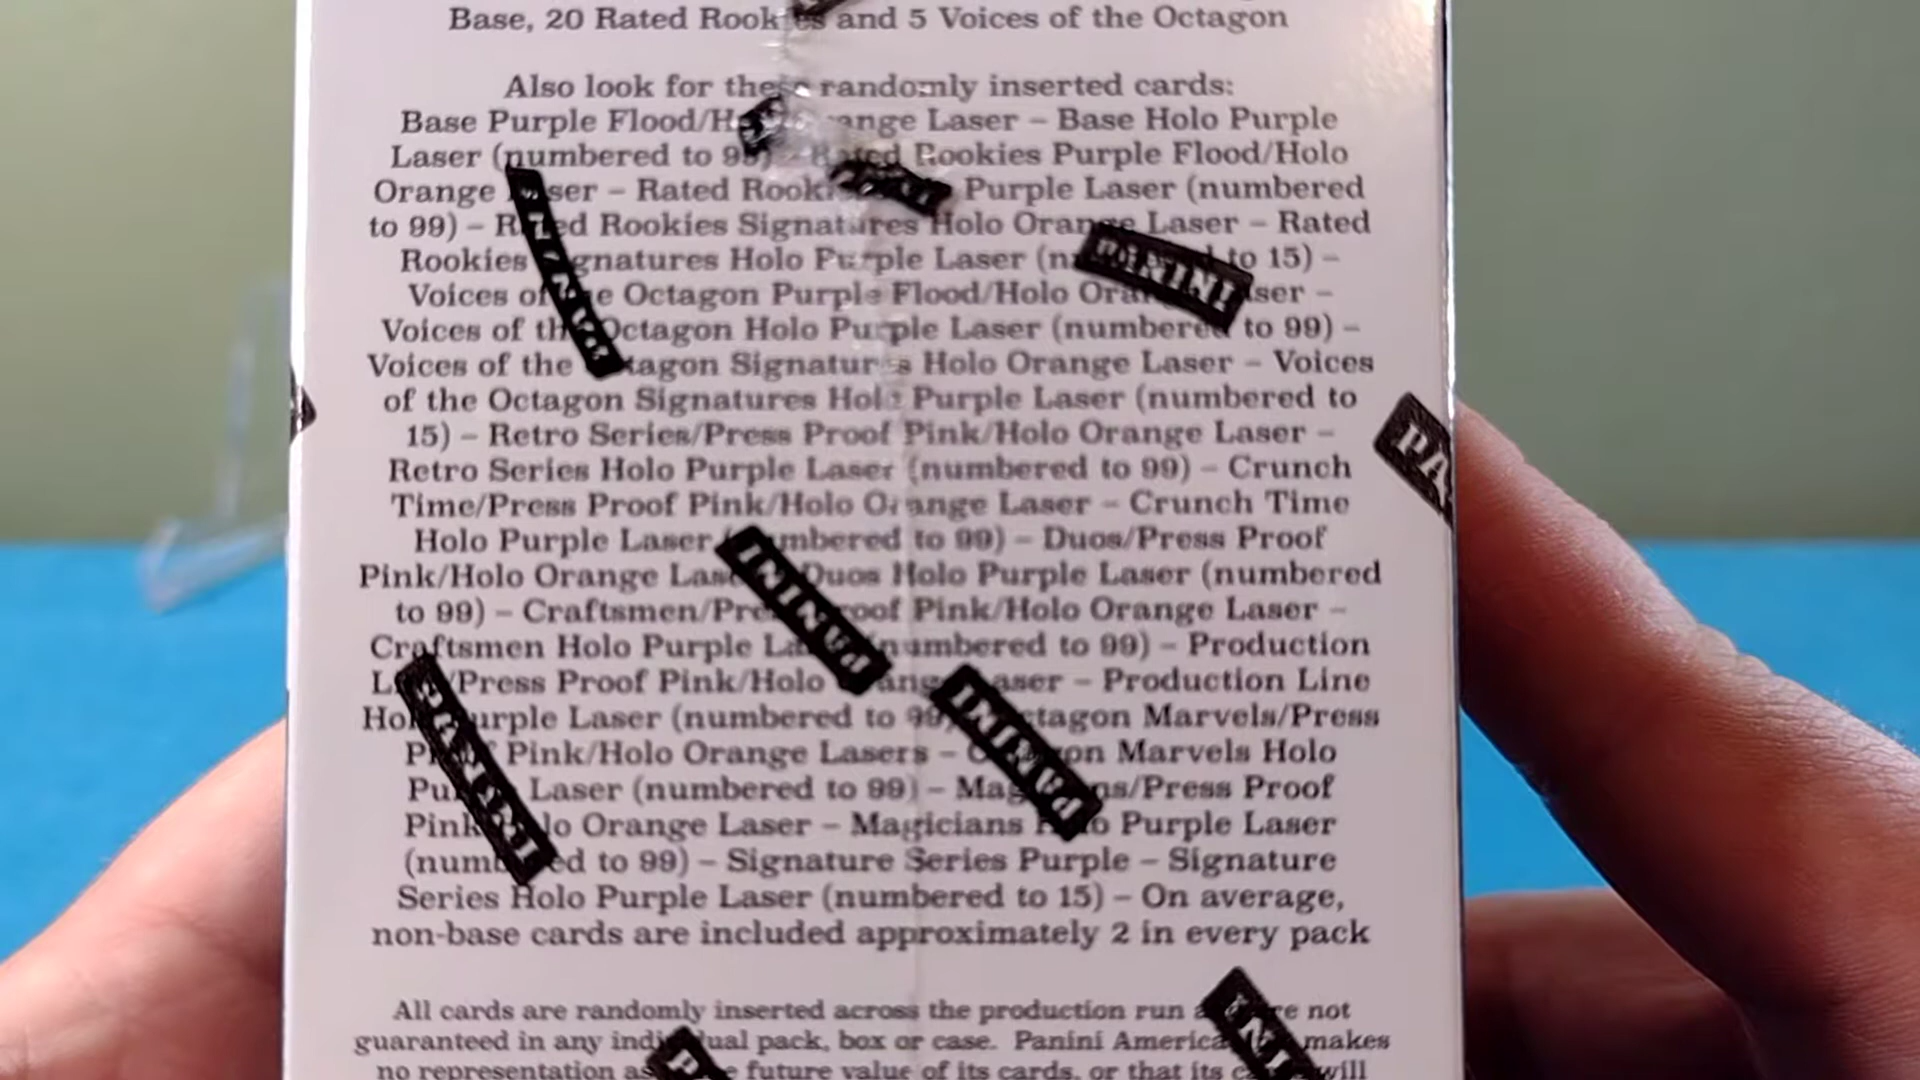 Base, 20 Rated Rookies and 5 Voices of the Octagon
Also look for these randomly inserted cards:
Base Purple Flood/Holo Orange Laser – Base Holo Purple
Laser (numbered to 99) – Rated Rookies Purple Flood/Holo
Orange Laser – Rated Rookies Purple Laser (numbered
to 99) – Rated Rookies Signatures Holo Orange Laser – Rated
Rookies Signatures Holo Purple Laser (numbered to 15) –
Voices of the Octagon Purple Flood/Holo Orange Laser –
Voices of the Octagon Holo Purple Laser (numbered to 99) –
Voices of the Octagon Signatures Holo Orange Laser – Voices
of the Octagon Signatures Holo Purple Laser (numbered to
15) – Retro Series/Press Proof Pink/Holo Orange Laser –
Retro Series Holo Purple Laser (numbered to 99) – Crunch
Time/Press Proof Pink/Holo Orange Laser – Crunch Time
Holo Purple Laser (numbered to 99) – Duos/Press Proof
Pink/Holo Orange Laser Duos Holo Purple Laser (numbered
to 99) – Craftsmen/Press Proof Pink/Holo Orange Laser –
Craftsmen Holo Purple Laser (numbered to 99) – Production
Line/Press Proof Pink/Holo Orange Laser – Production Line
Holo Purple Laser (numbered to 99) Octagon Marvels/Press
Proof Pink/Holo Orange Lasers – Octagon Marvels Holo
Purple Laser (numbered to 99) – Magicians/Press Proof
Pink/Holo Orange Laser – Magicians Holo Purple Laser
(numbered to 99) – Signature Series Purple – Signature
Series Holo Purple Laser (numbered to 15) – On average,
non-base cards are included approximately 2 in every pack
All cards are randomly inserted across the production run are not
guaranteed in any individual pack, box or case. Panini America makes
no representation as future value of its cards, or that its cards will
PANINI
PANINI
PANINI
PANINI
PANINI
PA